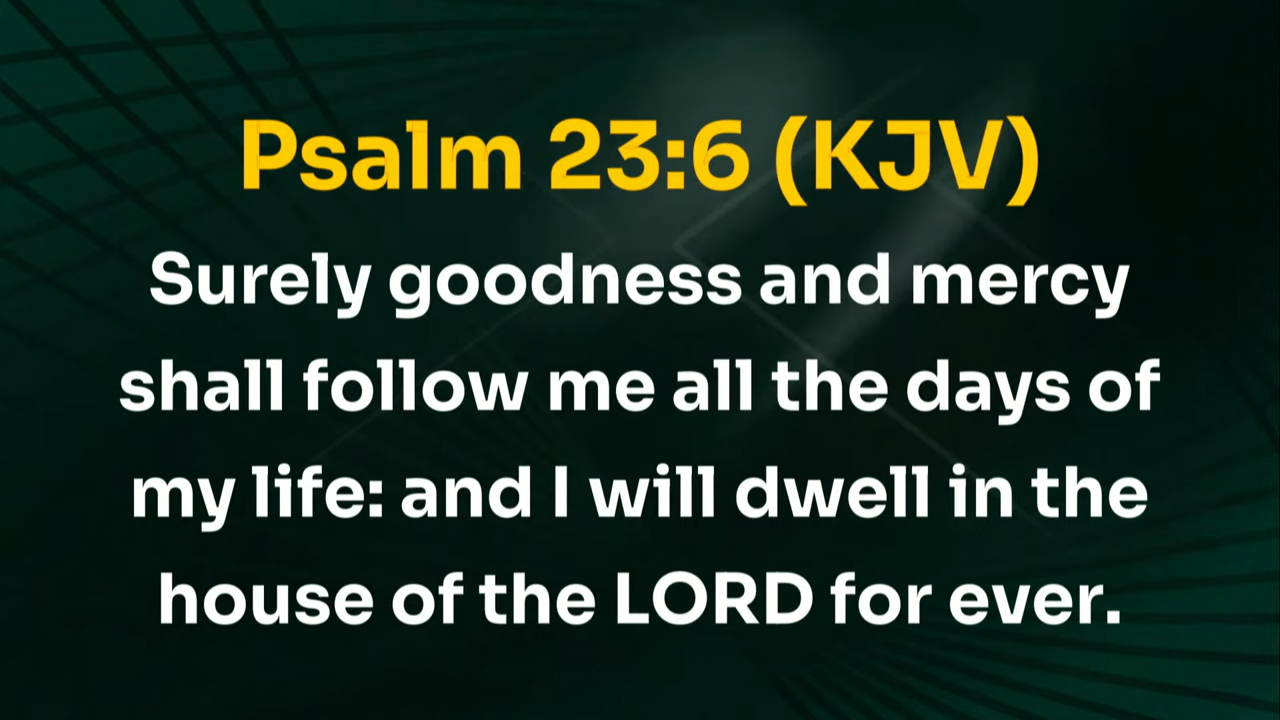 Psalm 23:6 (KJV)
Surely goodness and mercy
shall follow me all the days of
my life: and I will dwell in the
house of the LORD for ever.